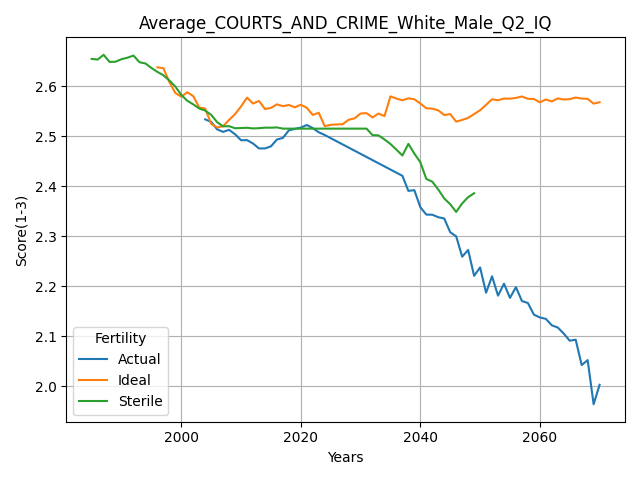 Average_COURTS_AND_CRIME_White_Male_Q2_IQ
Score(1-3)
2.6
2.5
2.4
2.3
2.2
2.1
2.0
Fertility
Actual
Ideal
Sterile
2000
2020
2040
2060
Years